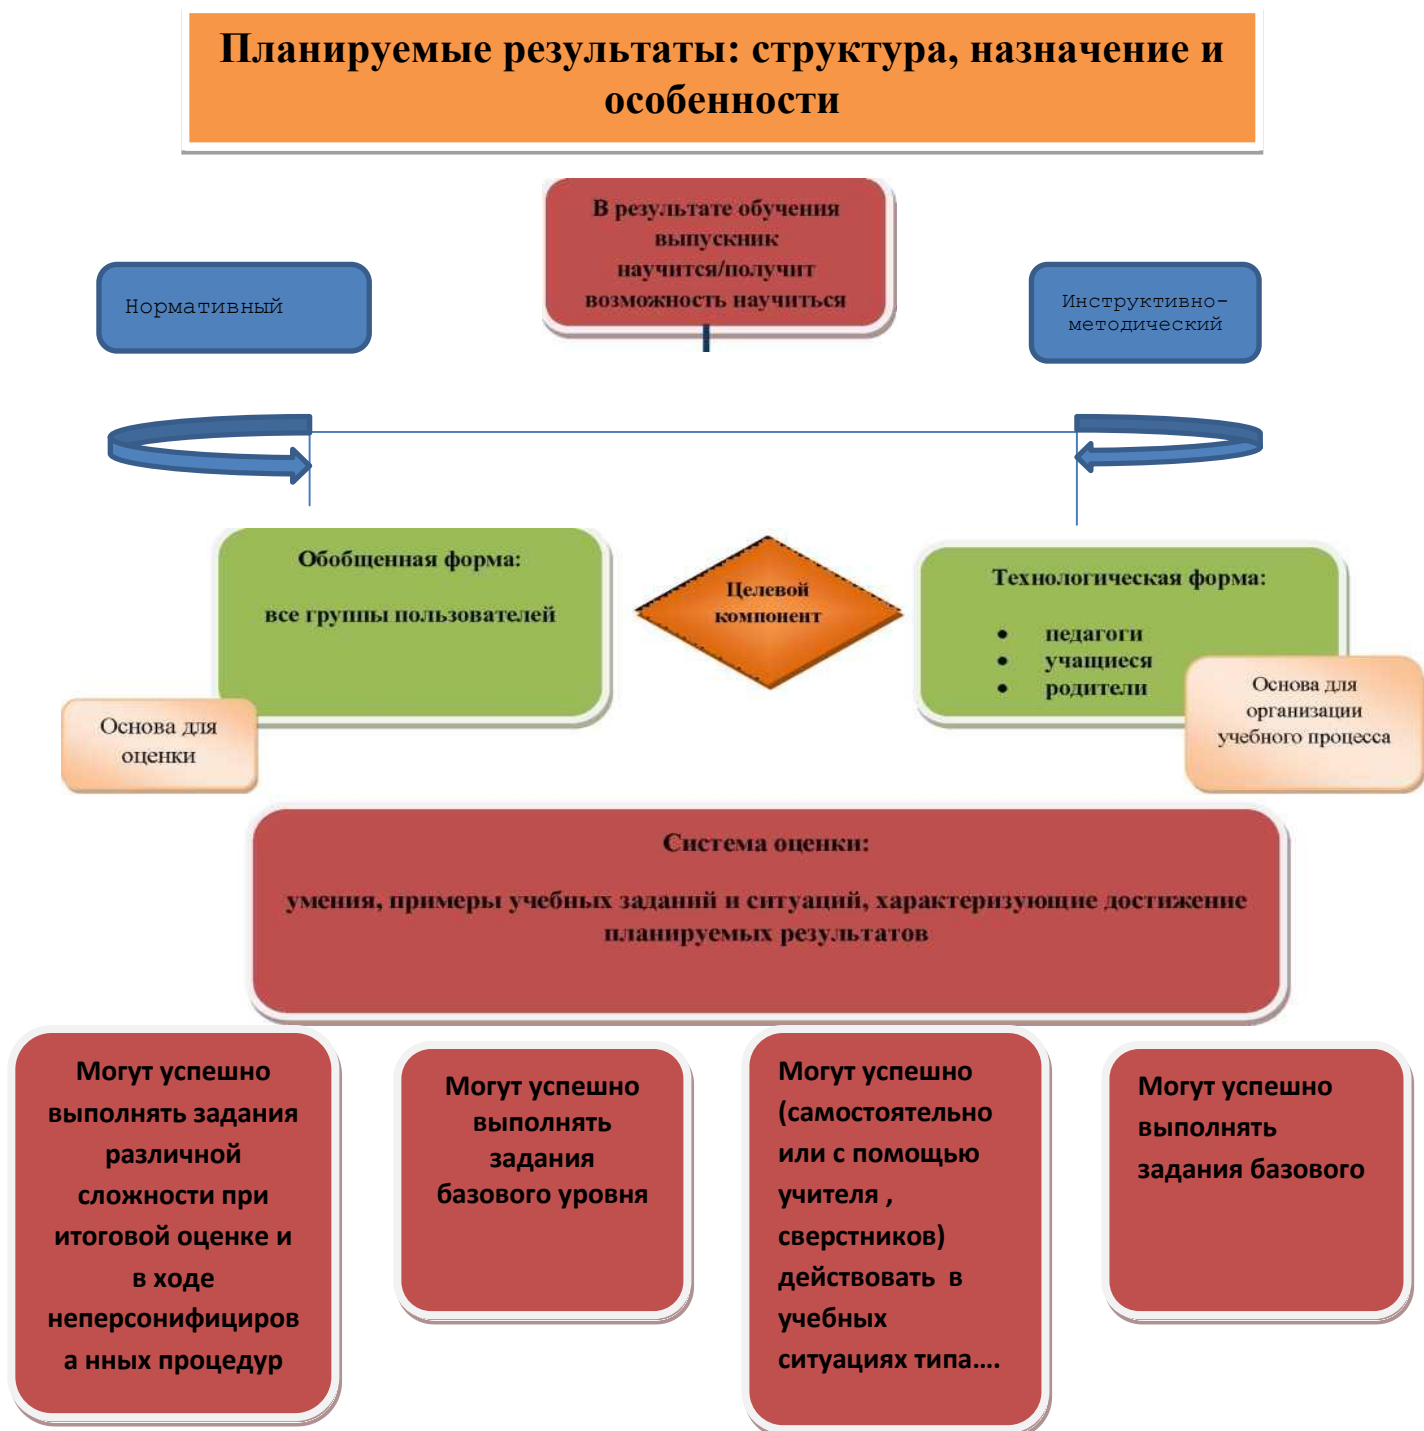 Планируемые результаты: структура, назначение и
особенности
В результате обучения
выпускник
научится/получит
возможность научиться
Нормативный
Инструктивно-
методический
Обобщенная форма:
все группы пользователей
Целевой
компонент
Технологическая форма:
• педагоги
• учащиеся
• родители
Основа для
оценки
Основа для
организации
учебного процесса
Система оценки:
умения, примеры учебных заданий и ситуаций, характеризующие достижение
планируемых результатов
Могут успешно
выполнять задания
различной
сложности при
итоговой оценке и
в ходе
неперсонифициров
а нных процедур
Могут успешно
выполнять
задания
базового уровня
Могут успешно
(самостоятельно
или с помощью
учителя ,
сверстников)
действовать в
учебных
ситуациях типа....
Могут успешно
выполнять
задания базового